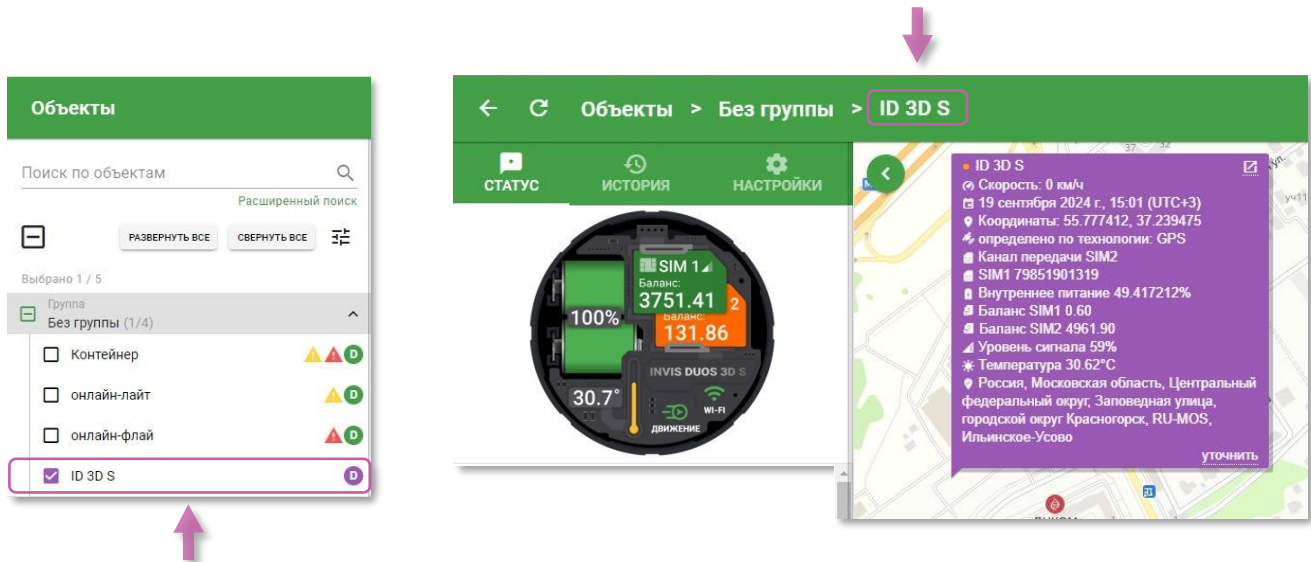 Объекты
Поиск по объектам
Расширенный поиск
РАЗВЕРНУТЬ ВСЕ СВЕРНУТЬ ВСЕ
Выбрано 1 / 5
Группа
Без группы (1/4)
Контейнер D
онлайн-лайт D
онлайн-флай D
ID 3D S D
Объекты > Без группы > ID 3D S
СТАТУС ИСТОРИЯ НАСТРОЙКИ
SIM 1
Баланс:
3751.41
2
Баланс:
131.86
100%
INVIS DUOS 3D S
30.7°
ДВИЖЕНИЕ
WI-FI
37 32
ул.
уч11
ID 3D S
Скорость: 0 км/ч
19 сентября 2024 г., 15:01 (UTC+3)
Координаты: 55.777412, 37.239475
определено по технологии: GPS
Канал передачи SIM2
SIM1 79851901319
Внутреннее питание 49.417212%
Баланс SIM1 0.60
Баланс SIM2 4961.90
Уровень сигнала 59%
Температура 30.62°C
Россия, Московская область, Центральный
федеральный округ, Заповедная улица,
городской округ Красногорск, RU-MOS,
Ильинское-Усово
уточнить